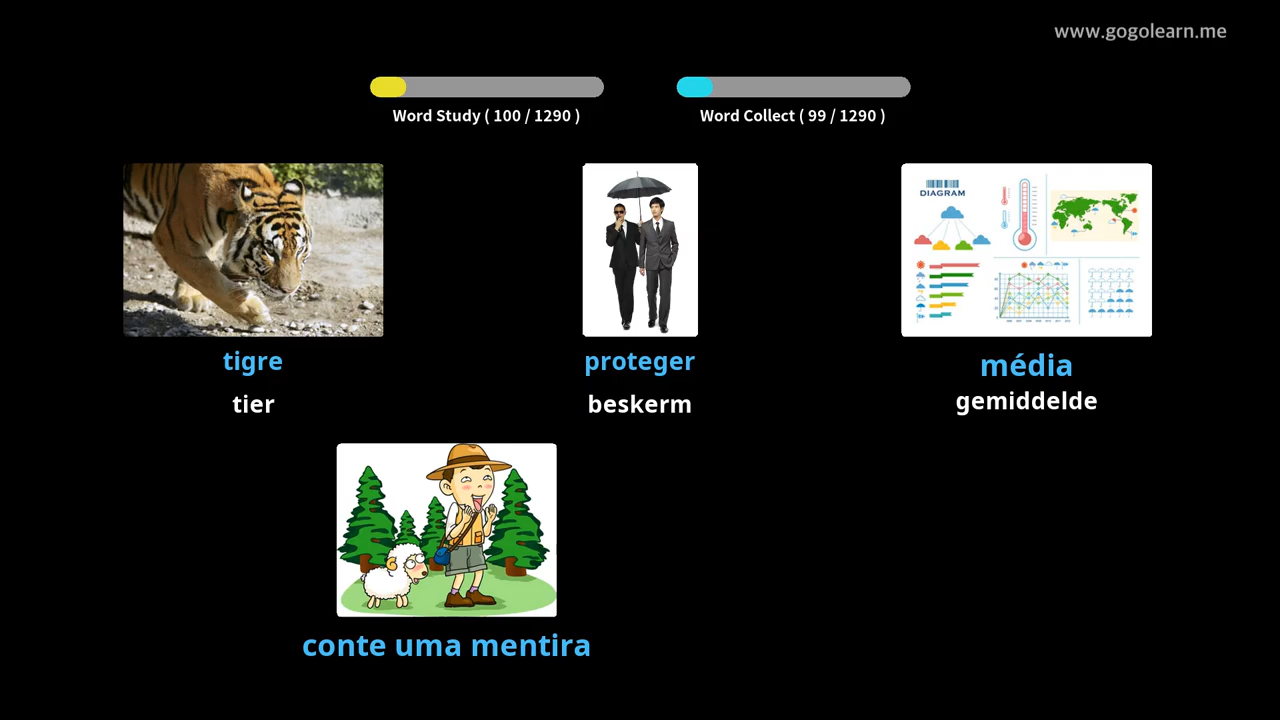 www.gogolearn.me
Word Study ( 100 / 1290 )
Word Collect ( 99 / 1290 )
DIAGRAM
tigre
proteger
média
tier
beskerm
gemiddelde
conte uma mentira